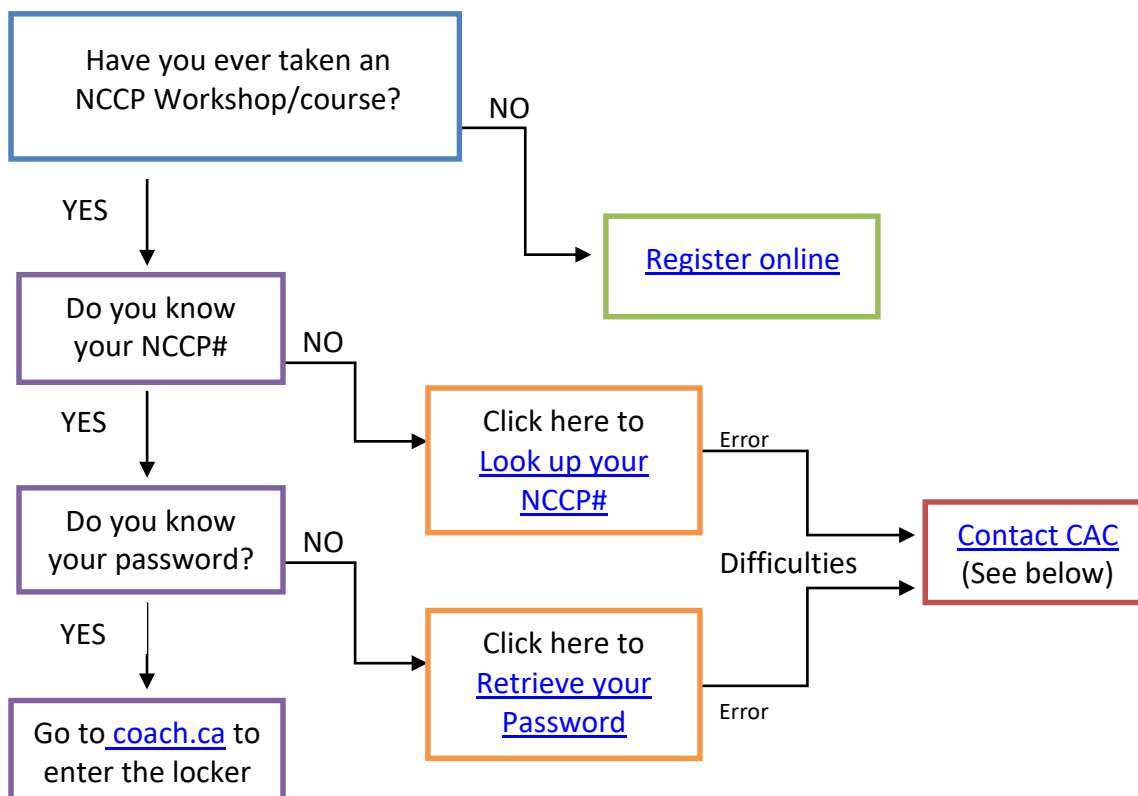 Have you ever taken an
NCCP Workshop/course?
NO
YES
Register online
Do you know
your NCCP#
NO
YES
Click here to
Look up your
NCCP#
Error
Do you know
your password?
NO
Difficulties
Contact CAC
(See below)
YES
Click here to
Retrieve your
Password
Error
Go to coach.ca to
enter the locker